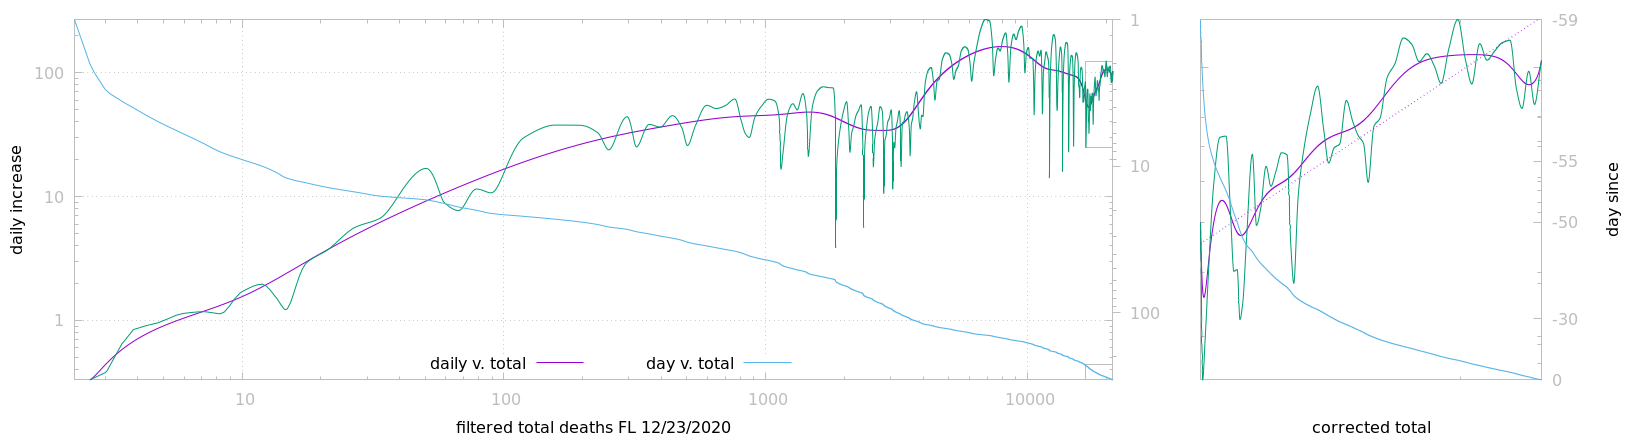 daily increase
100
10
1
10
100
1000
10000
1
10
100
daily v. total
day v. total
filtered total deaths FL 12/23/2020
-59
-55
-50
-30
0
day since
corrected total